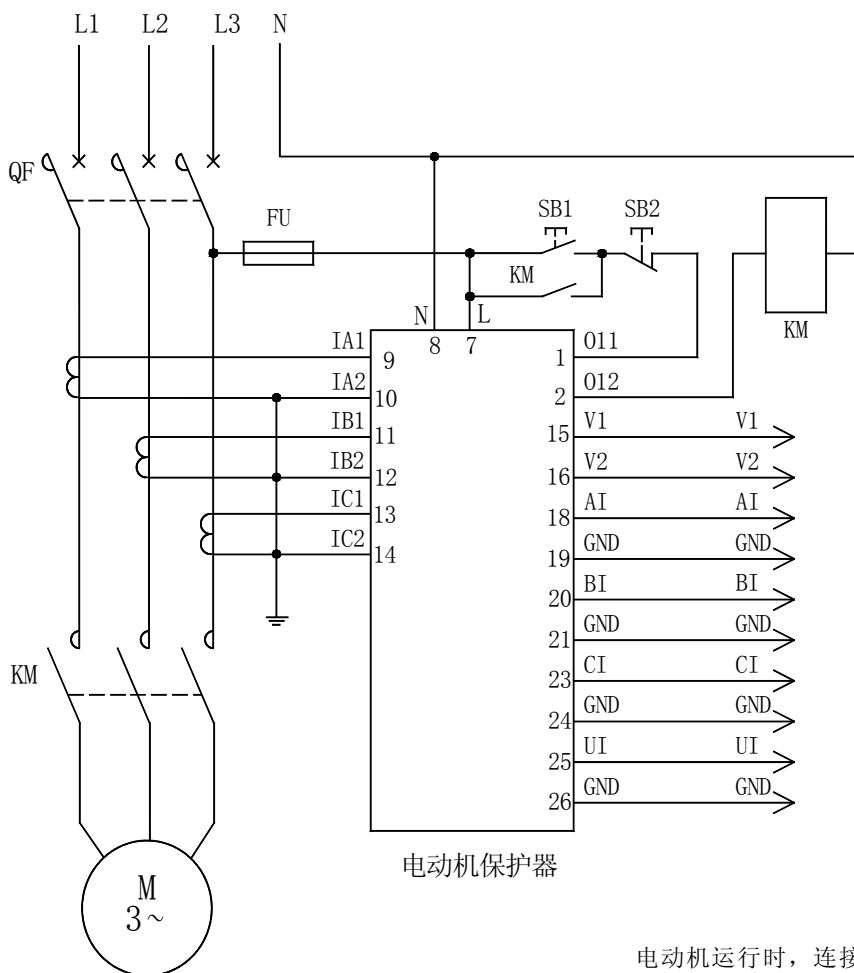 L1 L2 L3 N
QF
FU
SB1 SB2
KM
KM
N L
8 7
IA1 9
IA2 10
IB1 11
IB2 12
IC1 13
IC2 14
1 O11
2 O12
15 V1 V1
16 V2 V2
18 AI AI
19 GND GND
20 BI BI
21 GND GND
23 CI CI
24 GND GND
25 UI UI
26 GND GND
KM
电动机保护器
M
3~
电动机运行时，连接